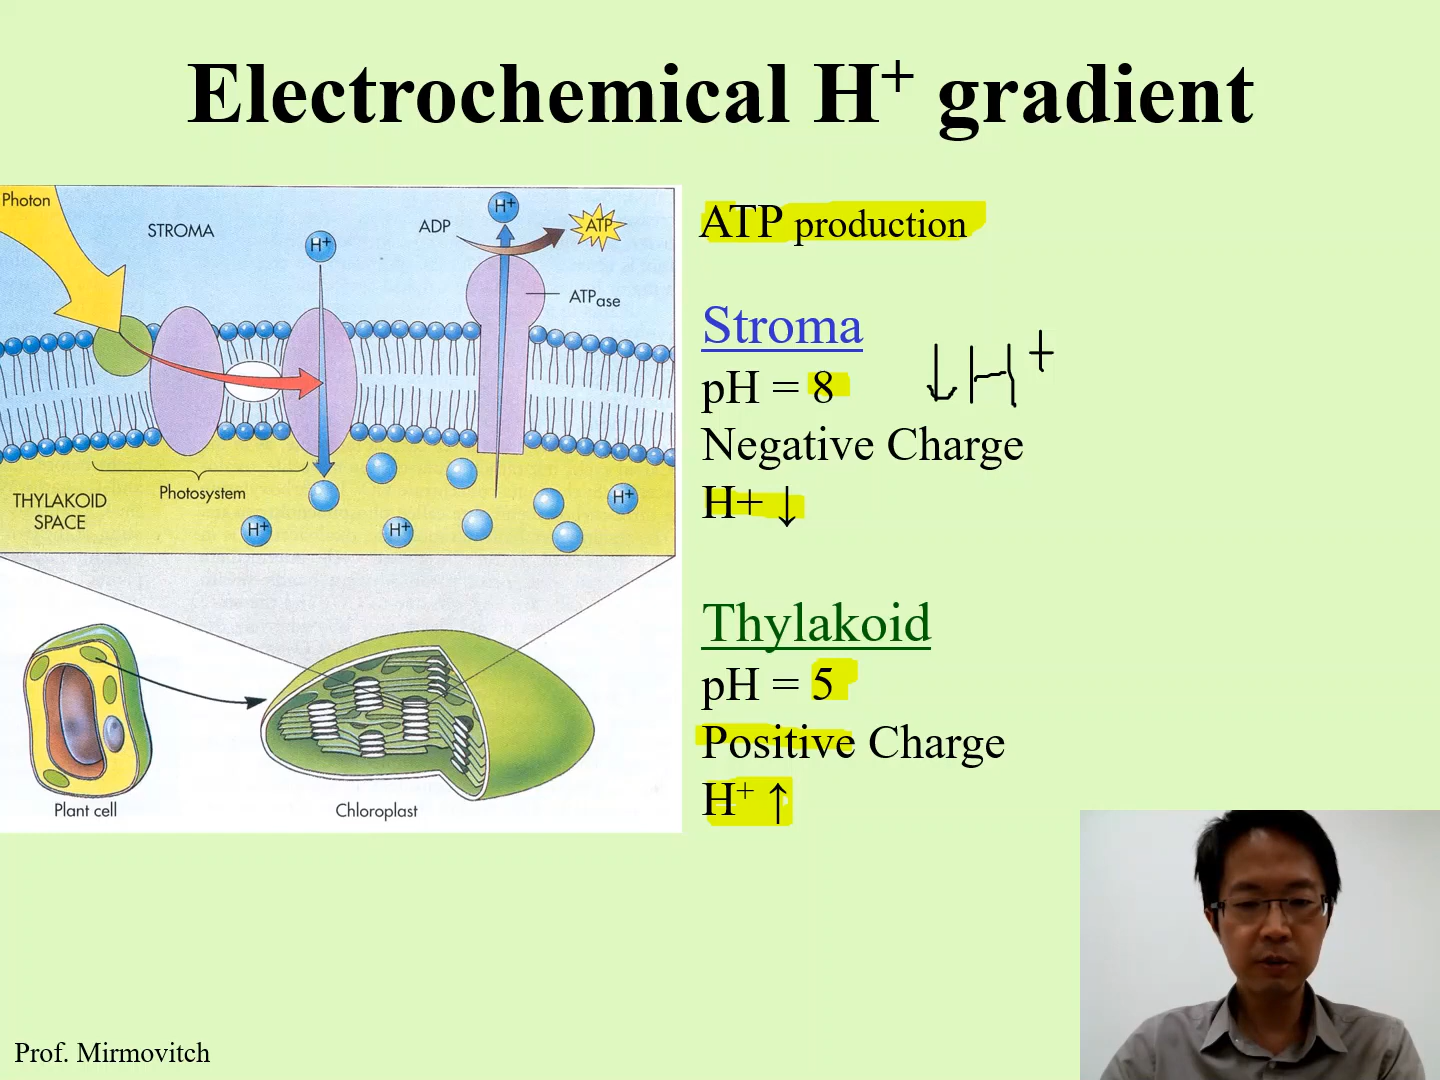 Electrochemical H⁺ gradient
Photon
STROMA
H⁺
ADP
H⁺
ATP
ATPase
THYLAKOID
SPACE
Photosystem
H⁺
H⁺
H⁺
Plant cell
Chloroplast
ATP production
Stroma
pH = 8
↓ H⁺
Negative Charge
H+ ↓
Thylakoid
pH = 5
Positive Charge
H⁺ ↑
Prof. Mirmovitch